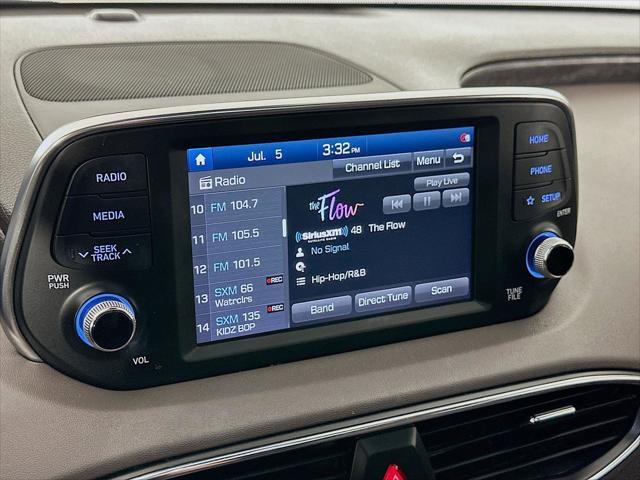 Jul. 5 3:32 PM
Radio Channel List Menu
10 FM 104.7
11 FM 105.5
12 FM 101.5
13 SXM 66 REC
Watrclrs
14 SXM 135 REC
KIDZ BOP
the Flow
Play Live
SiriusXM 48 The Flow
SATELLITE RADIO
No Signal
Hip-Hop/R&B
Band Direct Tune Scan
RADIO
MEDIA
SEEK
TRACK
PWR
PUSH
VOL
HOME
PHONE
SETUP
ENTER
TUNE
FILE